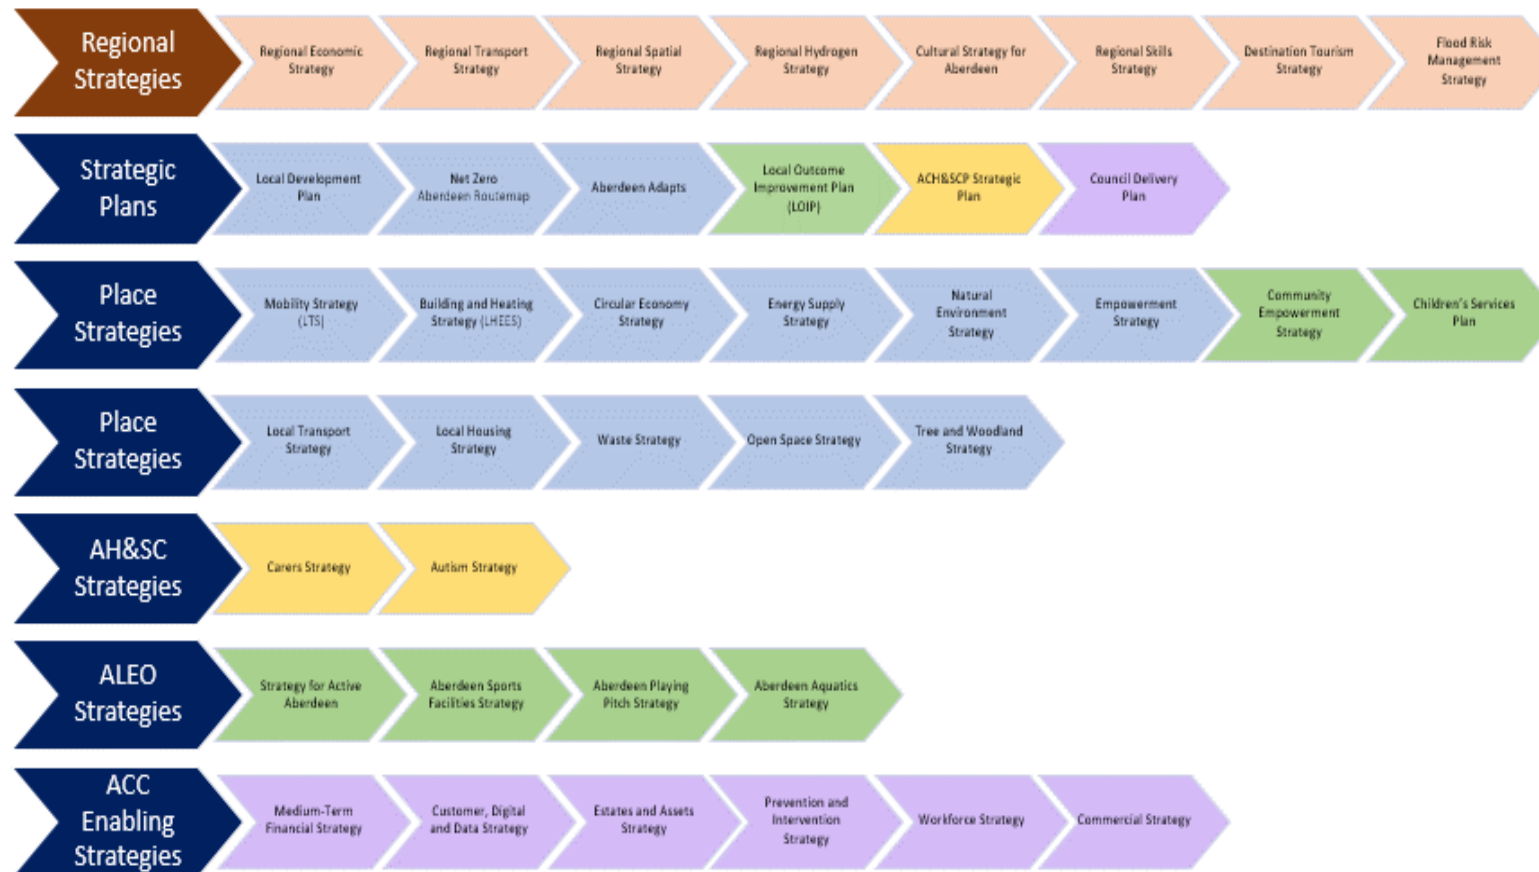 Regional
Strategies
Regional Economic
Strategy
Regional Transport
Strategy
Regional Spatial
Strategy
Regional Hydrogen
Strategy
Cultural Strategy for
Aberdeen
Regional Skills
Strategy
Destination Tourism
Strategy
Flood Risk
Management
Strategy
Strategic
Plans
Local Development
Plan
Net Zero
Aberdeen Routemap
Aberdeen Adapts
Local Outcome
Improvement Plan
(LOIP)
ACH&SCP Strategic
Plan
Council Delivery
Plan
Place
Strategies
Mobility Strategy
(LTS)
Building and Heating
Strategy (LHEES)
Circular Economy
Strategy
Energy Supply
Strategy
Natural
Environment
Strategy
Empowerment
Strategy
Community
Empowerment
Strategy
Children's Services
Plan
Place
Strategies
Local Transport
Strategy
Local Housing
Strategy
Waste Strategy
Open Space Strategy
Tree and Woodland
Strategy
AH&SC
Strategies
Carers Strategy
Autism Strategy
ALEO
Strategies
Strategy for Active
Aberdeen
Aberdeen Sports
Facilities Strategy
Aberdeen Playing
Pitch Strategy
Aberdeen Aquatics
Strategy
ACC
Enabling
Strategies
Medium-Term
Financial Strategy
Customer, Digital
and Data Strategy
Estates and Assets
Strategy
Prevention and
Intervention
Strategy
Workforce Strategy
Commercial Strategy